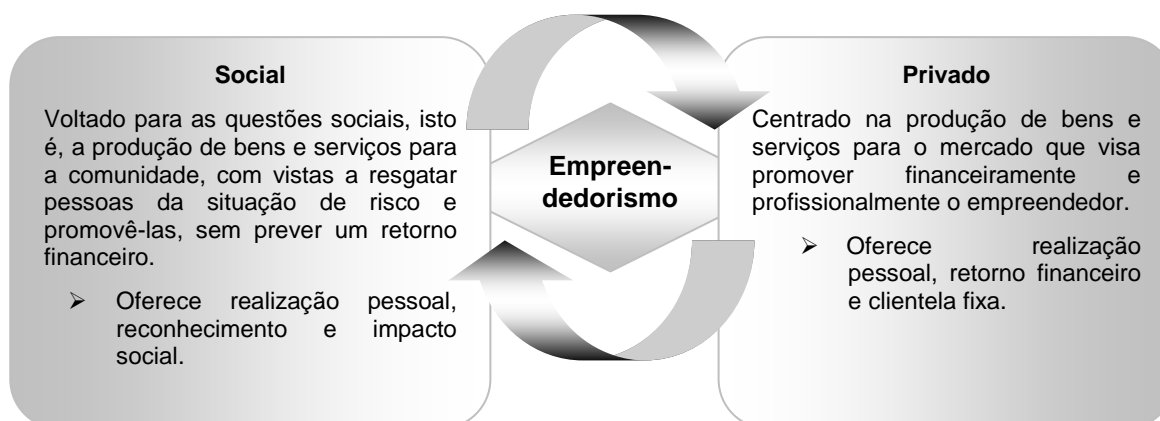 Social
Voltado para as questões sociais, isto
é, a produção de bens e serviços para
a comunidade, com vistas a resgatar
pessoas da situação de risco e
promovê-las, sem prever um retorno
financeiro.
➢ Oferece realização pessoal,
reconhecimento e impacto
social.
Empreen-
dedorismo
Privado
Centrado na produção de bens e
serviços para o mercado que visa
promover financeiramente e
profissionalmente o empreendedor.
➢ Oferece realização
pessoal, retorno financeiro
e clientela fixa.